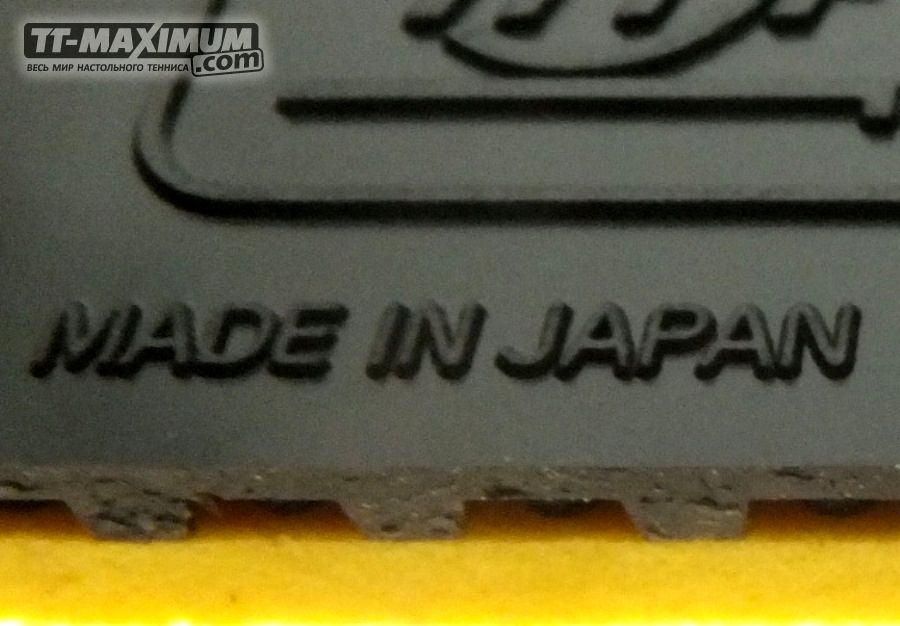 TT-MAXIMUM
.com
ВЕСЬ МИР НАСТОЛЬНОГО ТЕННИСА
MADE IN JAPAN